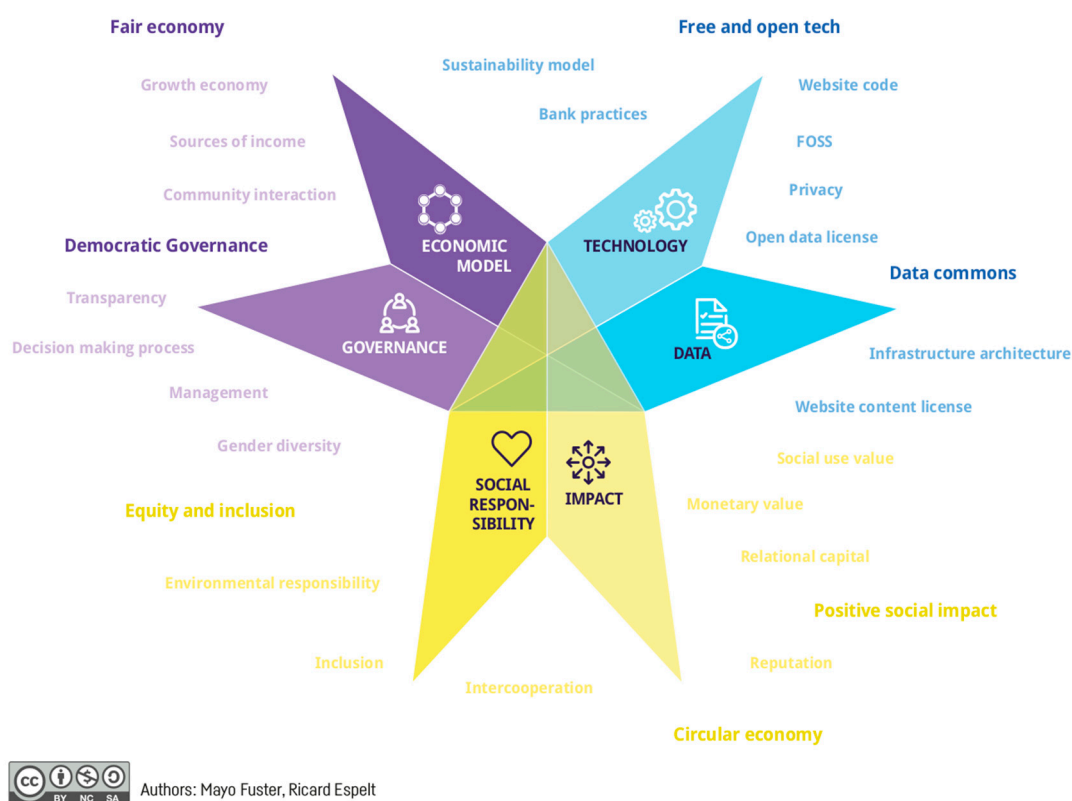 Fair economy
Free and open tech
Sustainability model
Growth economy
Website code
Bank practices
Sources of income
FOSS
Privacy
Community interaction
Open data license
Democratic Governance
ECONOMIC
MODEL
TECHNOLOGY
Data commons
Transparency
GOVERNANCE
DATA
Decision making process
Infrastructure architecture
Management
Website content license
Gender diversity
Social use value
SOCIAL
RESPON-
SIBILITY
IMPACT
Monetary value
Equity and inclusion
Relational capital
Environmental responsibility
Positive social impact
Inclusion
Reputation
Intercooperation
Circular economy
cc
BY NC SA
Authors: Mayo Fuster, Ricard Espelt